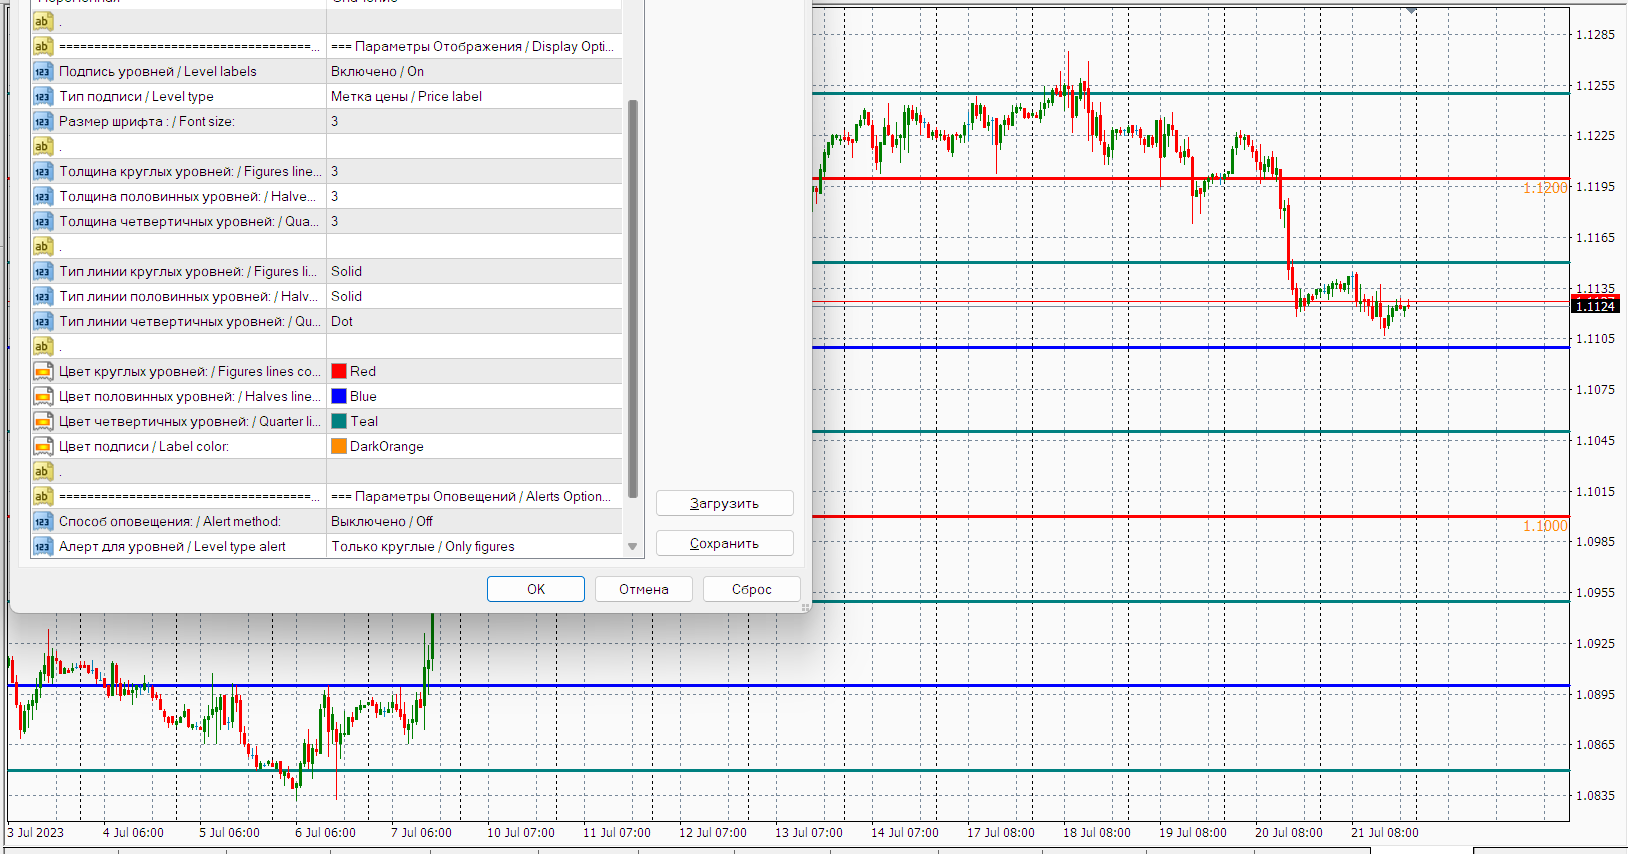 ab .
ab ====================================... === Параметры Отображения / Display Opti...
123 Подпись уровней / Level labels Включено / On
123 Тип подписи / Level type Метка цены / Price label
123 Размер шрифта : / Font size: 3
ab .
123 Толщина круглых уровней: / Figures line... 3
123 Толщина половинных уровней: / Halve... 3
123 Толщина четвертичных уровней: / Qua... 3
ab .
123 Тип линии круглых уровней: / Figures li... Solid
123 Тип линии половинных уровней: / Halv... Solid
123 Тип линии четвертичных уровней: / Qu... Dot
ab .
Цвет круглых уровней: / Figures lines co... Red
Цвет половинных уровней: / Halves line... Blue
Цвет четвертичных уровней: / Quarter li... Teal
Цвет подписи / Label color: DarkOrange
ab .
ab ====================================... === Параметры Оповещений / Alerts Option...
123 Способ оповещения: / Alert method: Выключено / Off
123 Алерт для уровней / Level type alert Только круглые / Only figures
Загрузить
Сохранить
OK Отмена Сброс
1.1200
1.1000
1.1285
1.1255
1.1225
1.1195
1.1165
1.1135
1.1124
1.1105
1.1075
1.1045
1.1015
1.0985
1.0955
1.0925
1.0895
1.0865
1.0835
3 Jul 2023 4 Jul 06:00 5 Jul 06:00 6 Jul 06:00 7 Jul 06:00 10 Jul 07:00 11 Jul 07:00 12 Jul 07:00 13 Jul 07:00 14 Jul 07:00 17 Jul 08:00 18 Jul 08:00 19 Jul 08:00 20 Jul 08:00 21 Jul 08:00